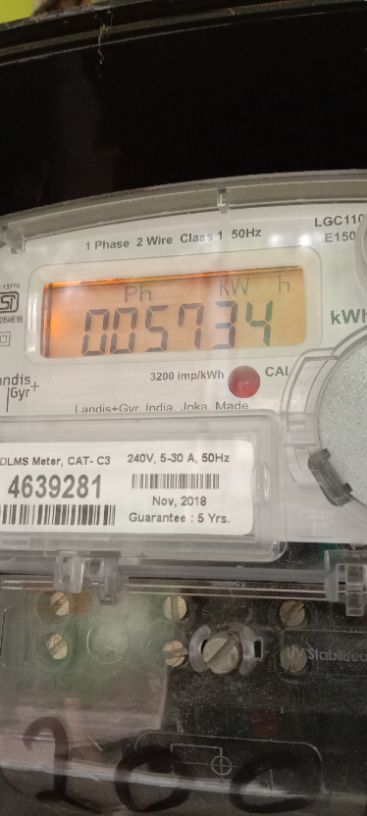 LGC110
1 Phase 2 Wire Class 1 50Hz
E150
Ph KW h
005734
kWh
3200 imp/kWh
CAL
Landis+
Gyr
Landis+Gyr India, Joka, Made
DLMS Meter, CAT- C3 240V, 5-30 A, 50Hz
4639281
Nov, 2018
Guarantee : 5 Yrs.
UV Stabilised